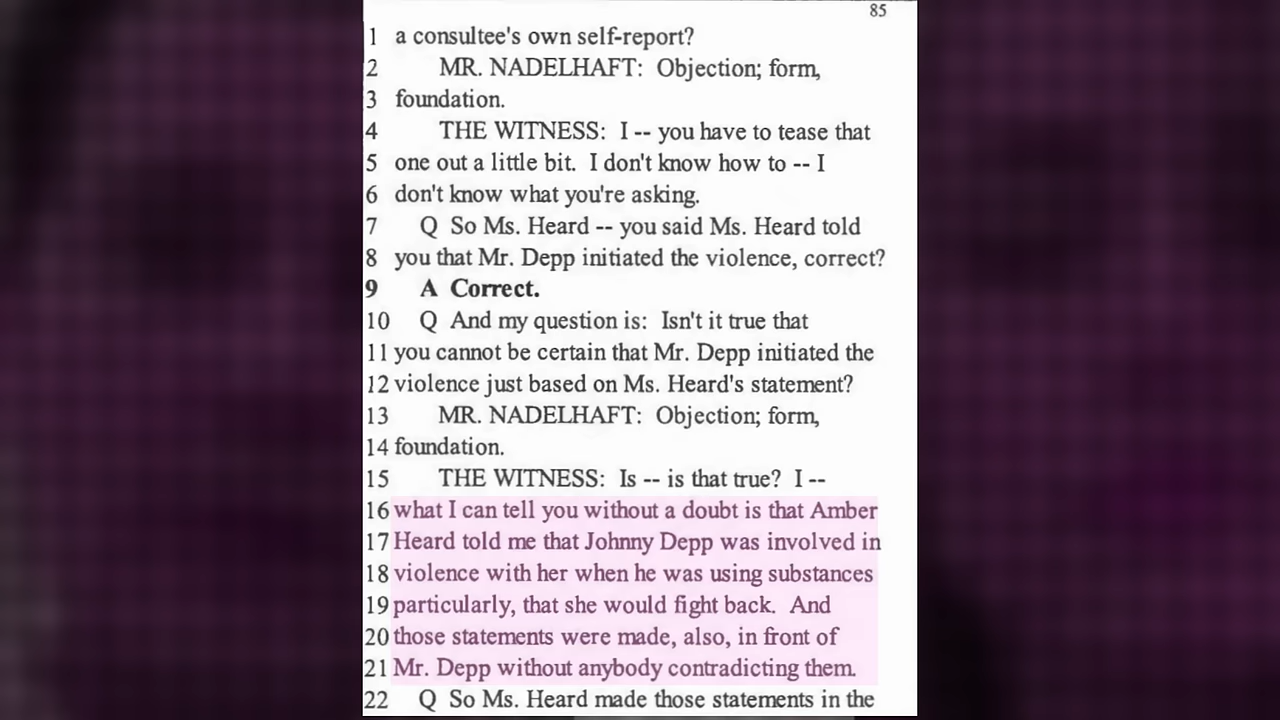 85
1 a consultee's own self-report?
2 MR. NADELHAFT: Objection; form,
3 foundation.
4 THE WITNESS: I -- you have to tease that
5 one out a little bit. I don't know how to -- I
6 don't know what you're asking.
7 Q So Ms. Heard -- you said Ms. Heard told
8 you that Mr. Depp initiated the violence, correct?
9 A Correct.
10 Q And my question is: Isn't it true that
11 you cannot be certain that Mr. Depp initiated the
12 violence just based on Ms. Heard's statement?
13 MR. NADELHAFT: Objection; form,
14 foundation.
15 THE WITNESS: Is -- is that true? I --
16 what I can tell you without a doubt is that Amber
17 Heard told me that Johnny Depp was involved in
18 violence with her when he was using substances
19 particularly, that she would fight back. And
20 those statements were made, also, in front of
21 Mr. Depp without anybody contradicting them.
22 Q So Ms. Heard made those statements in the